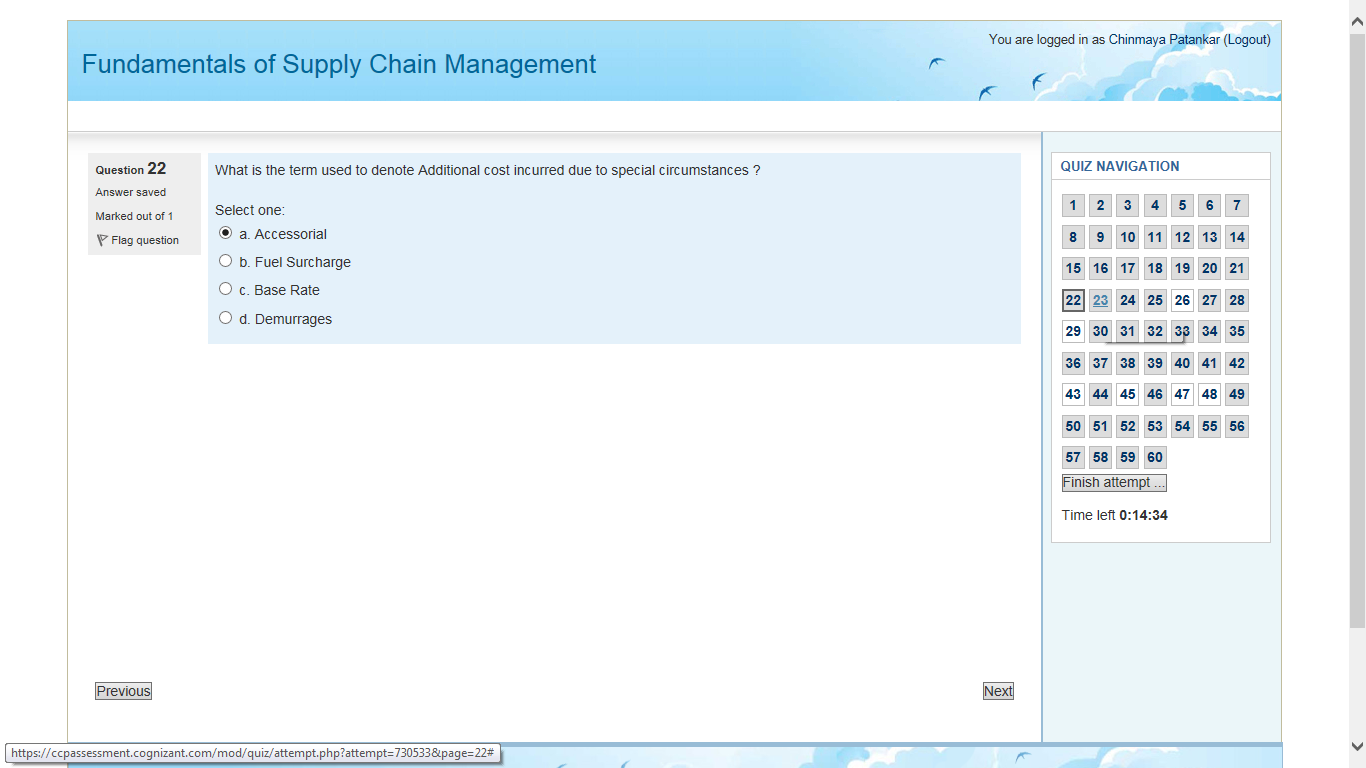 You are logged in as Chinmaya Patankar (Logout)
Fundamentals of Supply Chain Management
Question 22
Answer saved
Marked out of 1
Flag question
What is the term used to denote Additional cost incurred due to special circumstances ?
Select one:
a. Accessorial
b. Fuel Surcharge
c. Base Rate
d. Demurrages
Previous
Next
QUIZ NAVIGATION
1 2 3 4 5 6 7
8 9 10 11 12 13 14
15 16 17 18 19 20 21
22 23 24 25 26 27 28
29 30 31 32 33 34 35
36 37 38 39 40 41 42
43 44 45 46 47 48 49
50 51 52 53 54 55 56
57 58 59 60
Finish attempt ...
Time left 0:14:34
https://ccpassessment.cognizant.com/mod/quiz/attempt.php?attempt=730533&page=22#